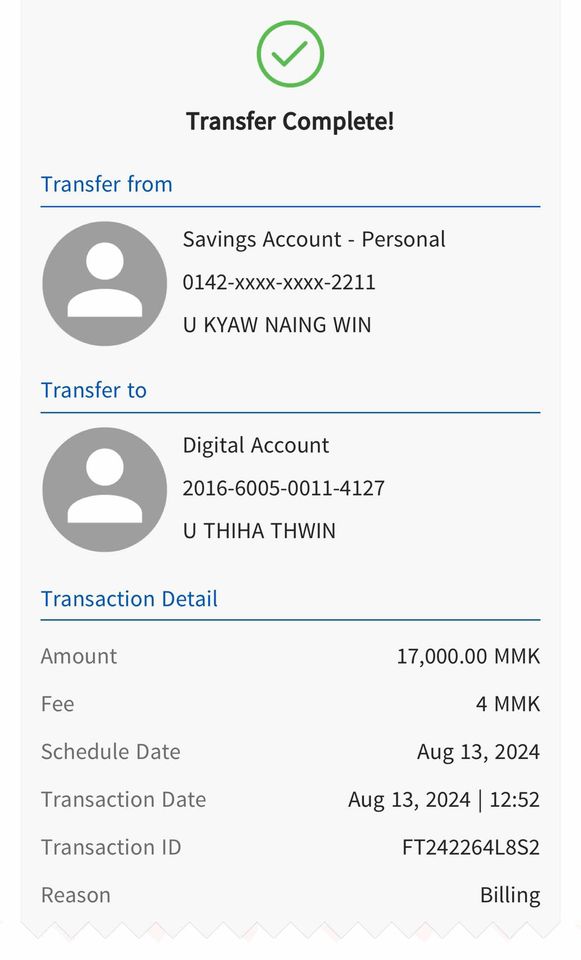 Transfer Complete!
Transfer from
Savings Account - Personal
0142-xxxx-xxxx-2211
U KYAW NAING WIN
Transfer to
Digital Account
2016-6005-0011-4127
U THIHA THWIN
Transaction Detail
Amount 17,000.00 MMK
Fee 4 MMK
Schedule Date Aug 13, 2024
Transaction Date Aug 13, 2024 | 12:52
Transaction ID FT242264L8S2
Reason Billing